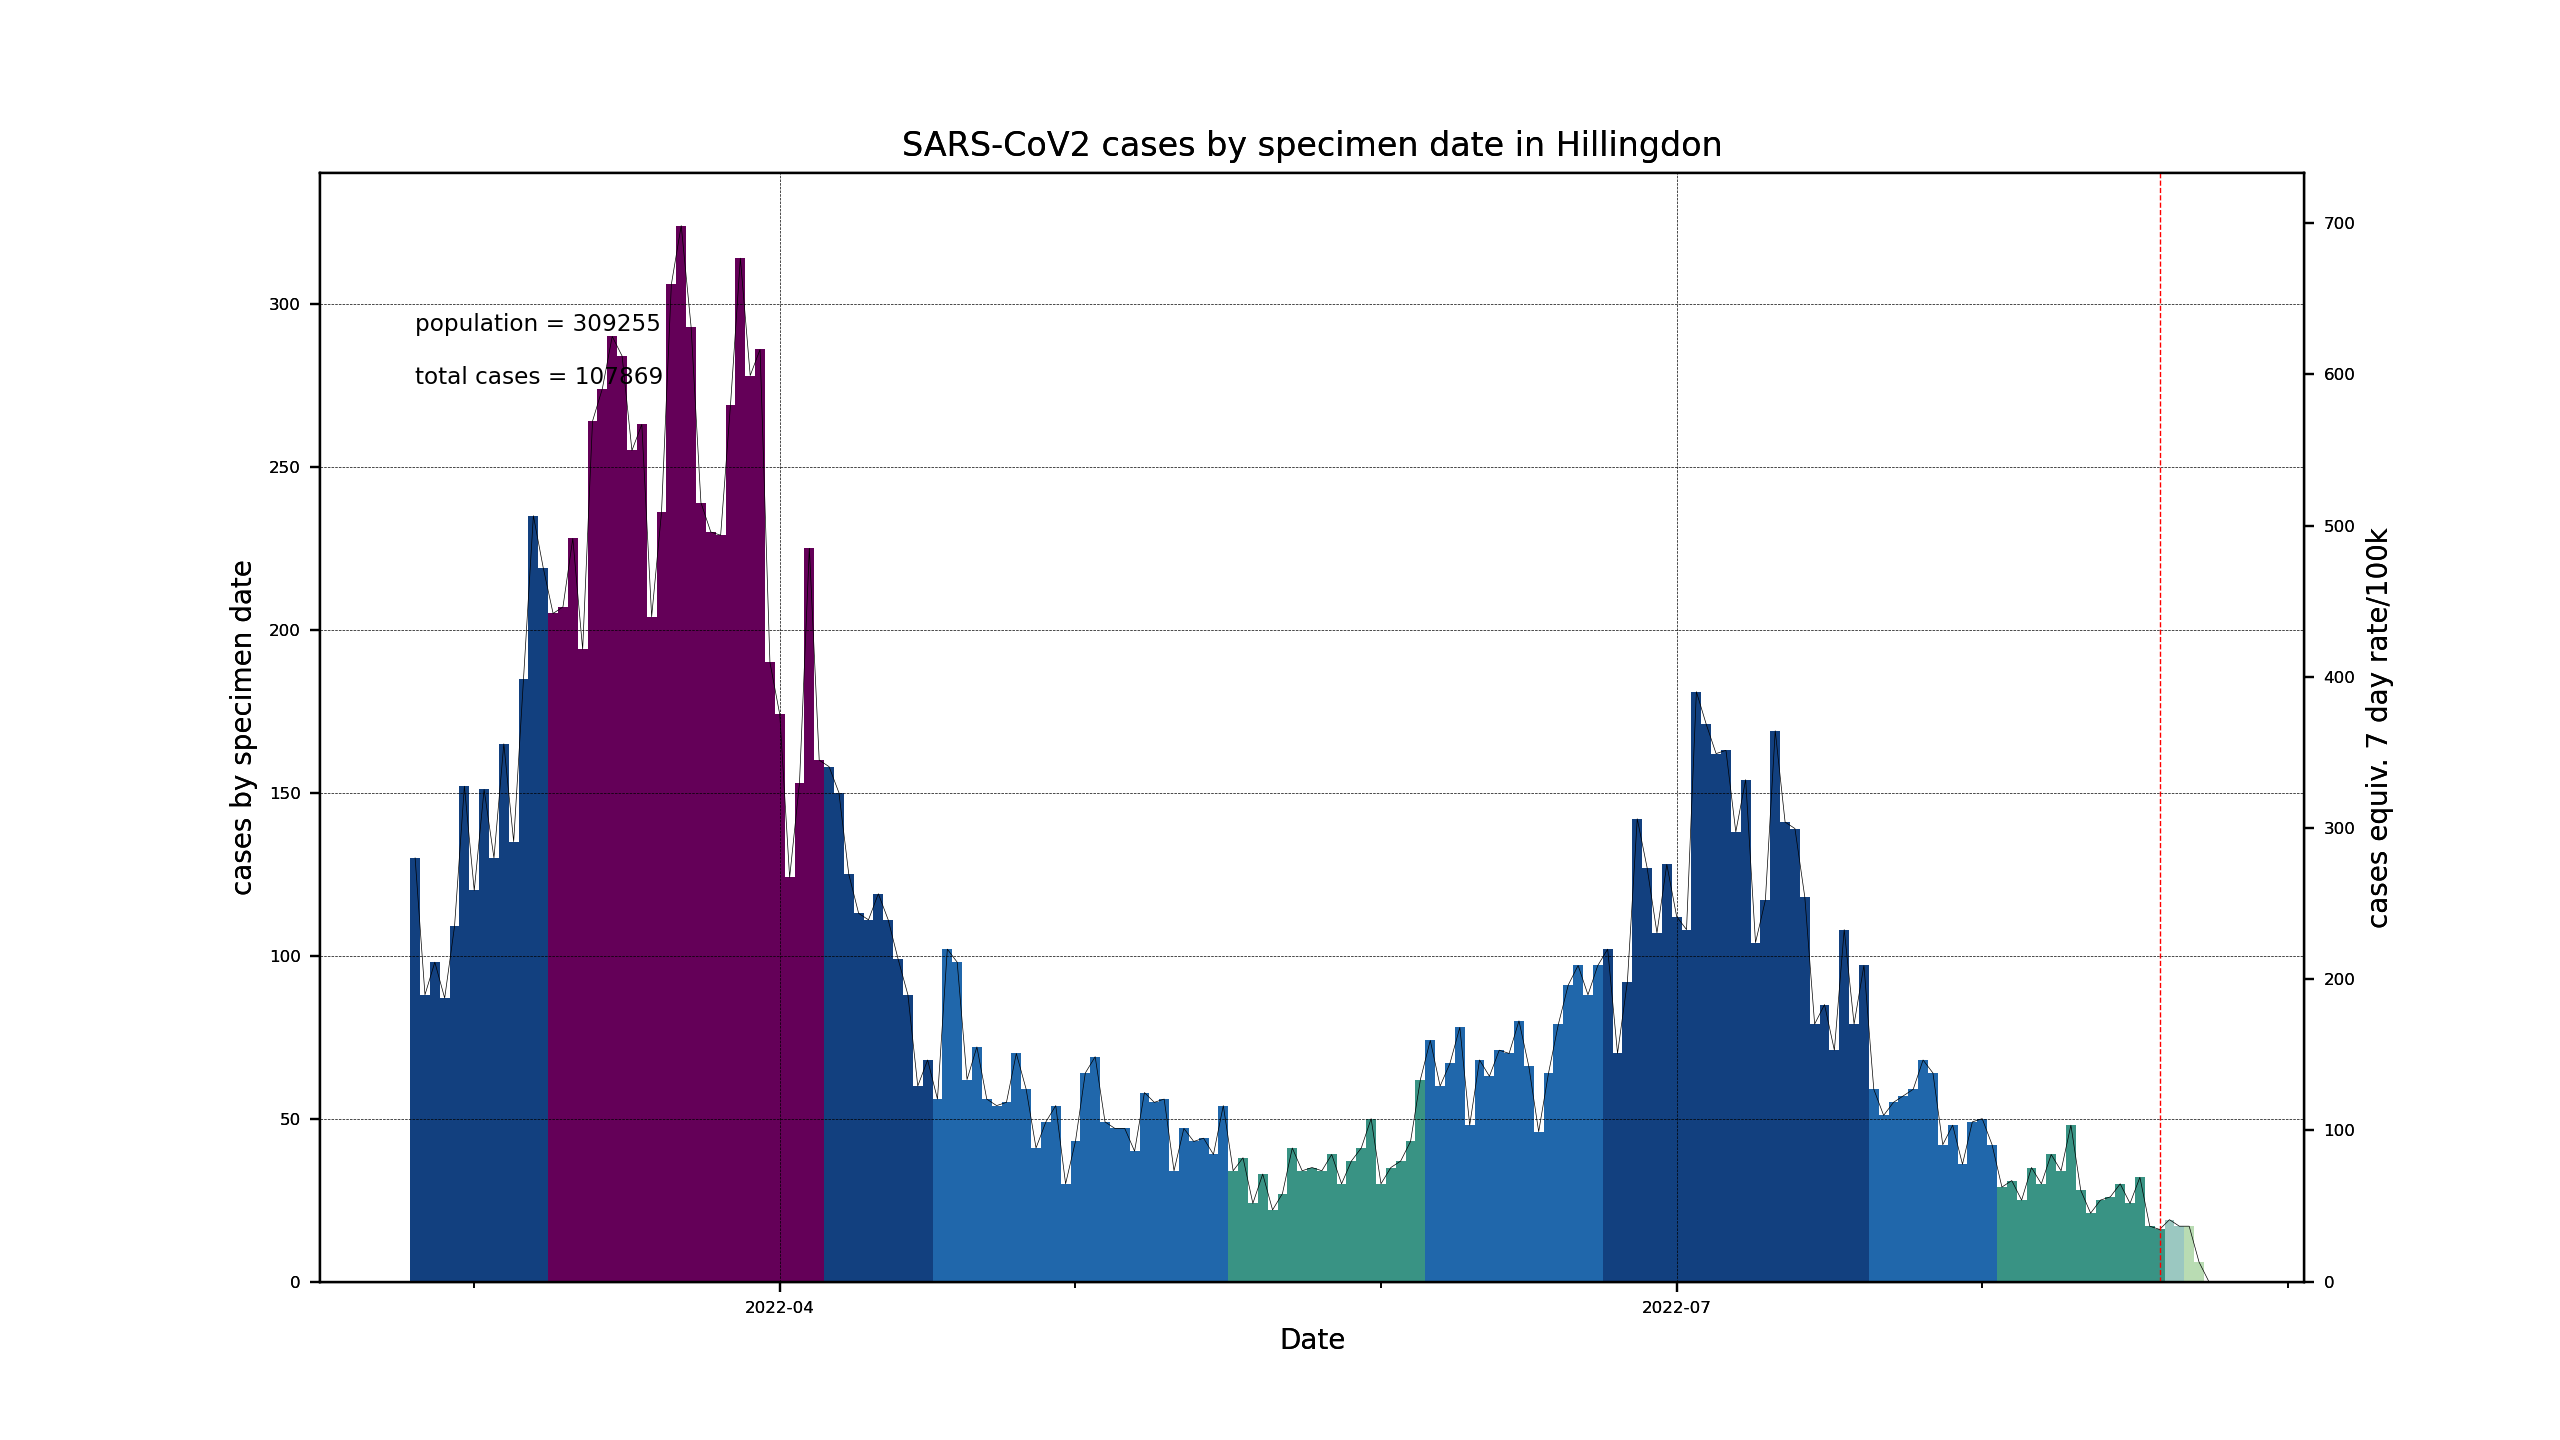 SARS-CoV2 cases by specimen date in Hillingdon
population = 309255
total cases = 107869
cases by specimen date
300
250
200
150
100
50
0
700
600
500
400
300
200
100
0
cases equiv. 7 day rate/100k
2022-04
2022-07
Date